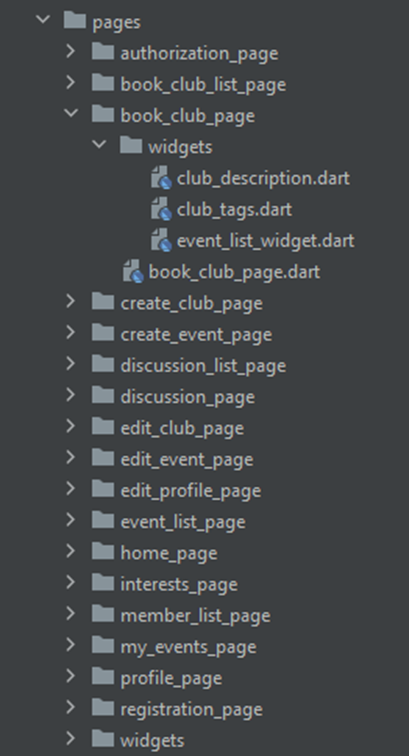 pages
authorization_page
book_club_list_page
book_club_page
widgets
club_description.dart
club_tags.dart
event_list_widget.dart
book_club_page.dart
create_club_page
create_event_page
discussion_list_page
discussion_page
edit_club_page
edit_event_page
edit_profile_page
event_list_page
home_page
interests_page
member_list_page
my_events_page
profile_page
registration_page
widgets